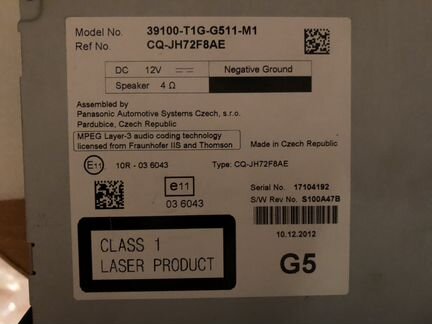 Model No. 39100-T1G-G511-M1
Ref No. CQ-JH72F8AE
DC 12V Negative Ground
Speaker 4 Ω
Assembled by
Panasonic Automotive Systems Czech, s.r.o.
Pardubice, Czech Republic
MPEG Layer-3 audio coding technology
licensed from Fraunhofer IIS and Thomson
Made in Czech Republic
E11 10R - 03 6043 Type: CQ-JH72F8AE
e11
03 6043
Serial No. 17104192
S/W Rev No. S100A47B
10.12.2012
CLASS 1
LASER PRODUCT
G5